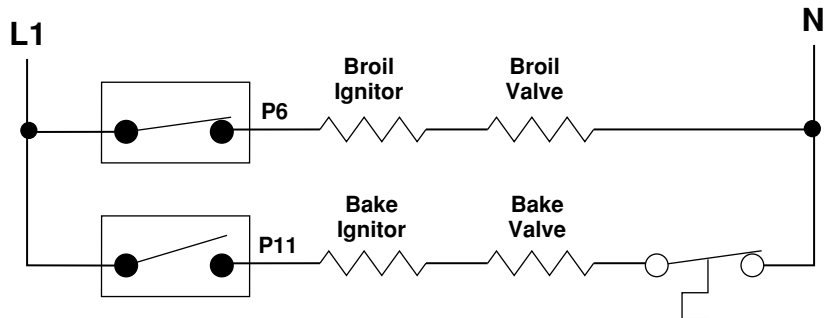 L1
N
Broil
Ignitor
Broil
Valve
P6
Bake
Ignitor
Bake
Valve
P11